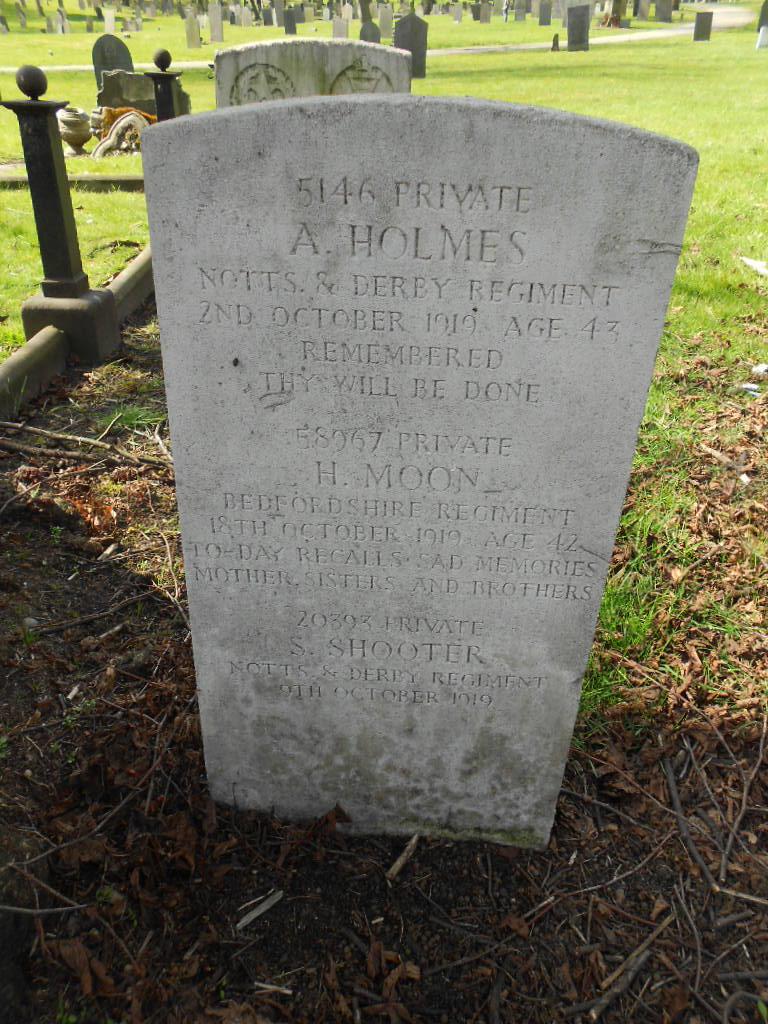 5146 PRIVATE
A. HOLMES
NOTTS. & DERBY REGIMENT
2ND OCTOBER 1919 AGE 43
REMEMBERED
THY WILL BE DONE
58967 PRIVATE
H. MOON
BEDFORDSHIRE REGIMENT
18TH OCTOBER 1919 AGE 42
TO-DAY RECALLS SAD MEMORIES
MOTHER, SISTERS AND BROTHERS
20393 PRIVATE
S. SHOOTER
NOTTS. & DERBY REGIMENT
9TH OCTOBER 1919